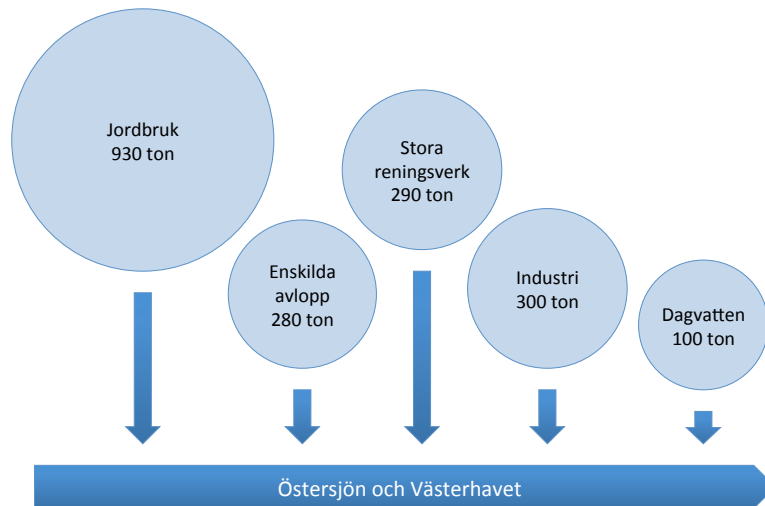 Jordbruk
930 ton
Enskilda
avlopp
280 ton
Stora
reningsverk
290 ton
Industri
300 ton
Dagvatten
100 ton
Östersjön och Västerhavet